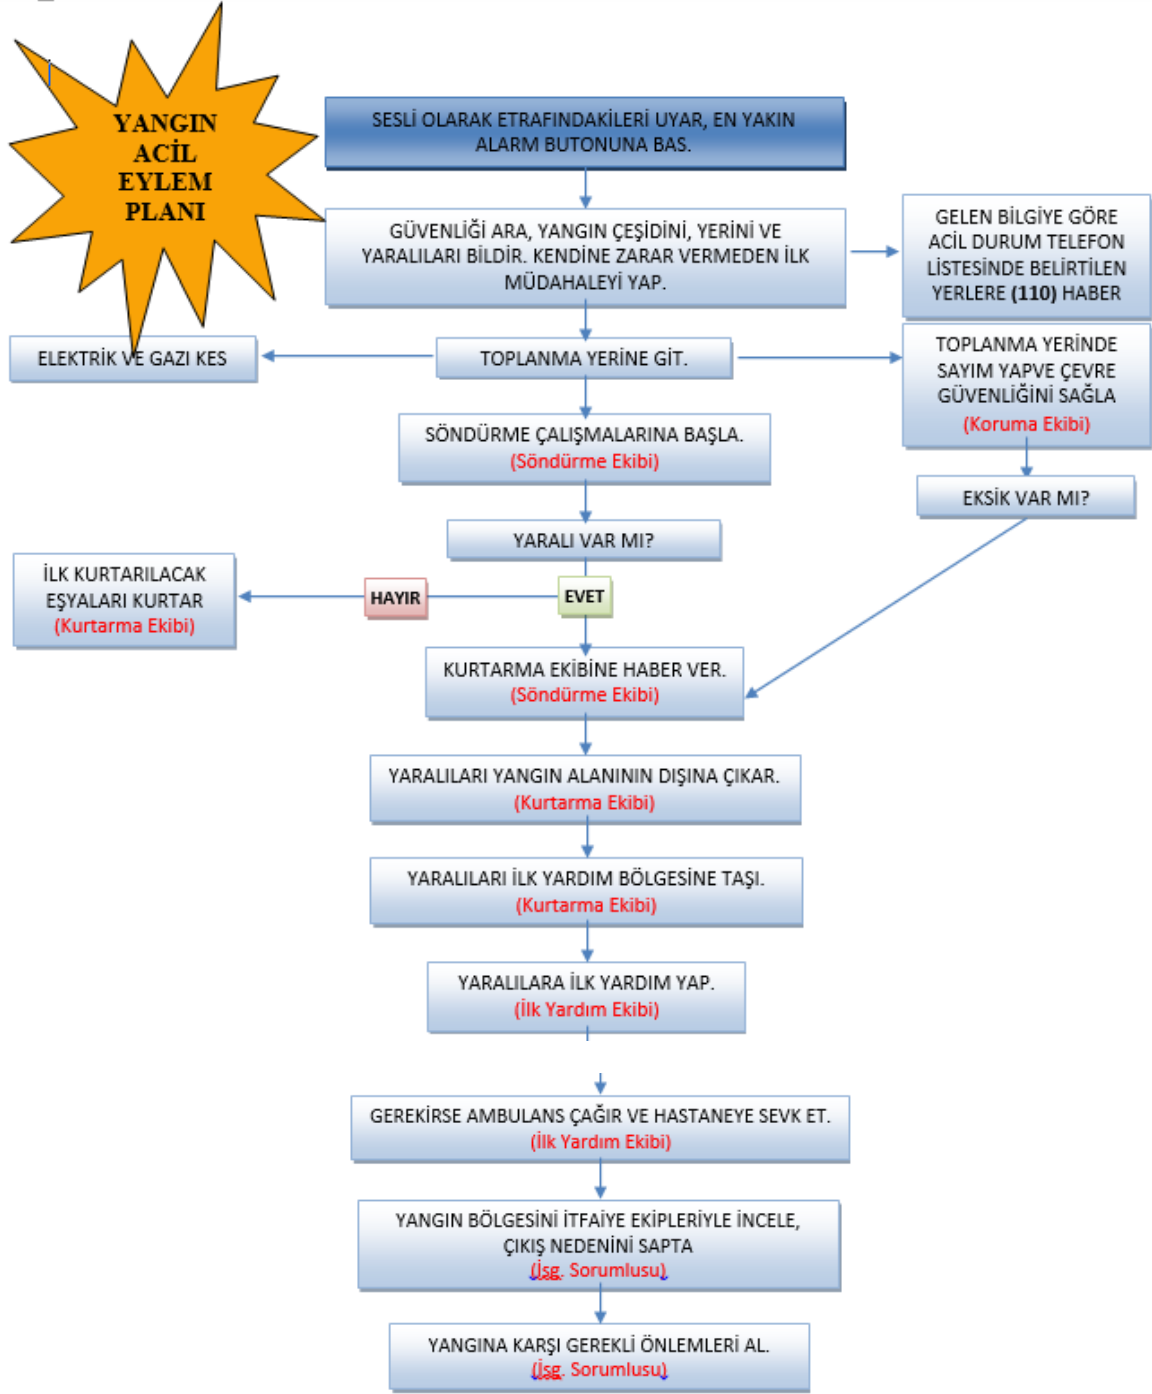 YANGIN
ACİL
EYLEM
PLANI
SESLİ OLARAK ETRAFINDAKİLERİ UYAR, EN YAKIN
ALARM BUTONUNA BAS.
GÜVENLİĞİ ARA, YANGIN ÇEŞİDİNİ, YERİNİ VE
YARALILARI BİLDİR. KENDİNE ZARAR VERMEDEN İLK
MÜDAHALEYİ YAP.
GELEN BİLGİYE GÖRE
ACİL DURUM TELEFON
LİSTESİNDE BELİRTİLEN
YERLERE (110) HABER
ELEKTRİK VE GAZI KES
TOPLANMA YERİNE GİT.
TOPLANMA YERİNDE
SAYIM YAPVE ÇEVRE
GÜVENLİĞİNİ SAĞLA
(Koruma Ekibi)
SÖNDÜRME ÇALIŞMALARINA BAŞLA.
(Söndürme Ekibi)
EKSİK VAR MI?
YARALI VAR MI?
İLK KURTARILACAK
EŞYALARI KURTAR
(Kurtarma Ekibi)
HAYIR
EVET
KURTARMA EKİBİNE HABER VER.
(Söndürme Ekibi)
YARALILARI YANGIN ALANININ DIŞINA ÇIKAR.
(Kurtarma Ekibi)
YARALILARI İLK YARDIM BÖLGESİNE TAŞI.
(Kurtarma Ekibi)
YARALILARA İLK YARDIM YAP.
(İlk Yardım Ekibi)
GEREKİRSE AMBULANS ÇAĞIR VE HASTANEYE SEVK ET.
(İlk Yardım Ekibi)
YANGIN BÖLGESİNİ İTFAİYE EKİPLERİYLE İNCELE,
ÇIKIŞ NEDENİNİ SAPTA
(İsg. Sorumlusu)
YANGINA KARŞI GEREKLİ ÖNLEMLERİ AL.
(İsg. Sorumlusu)